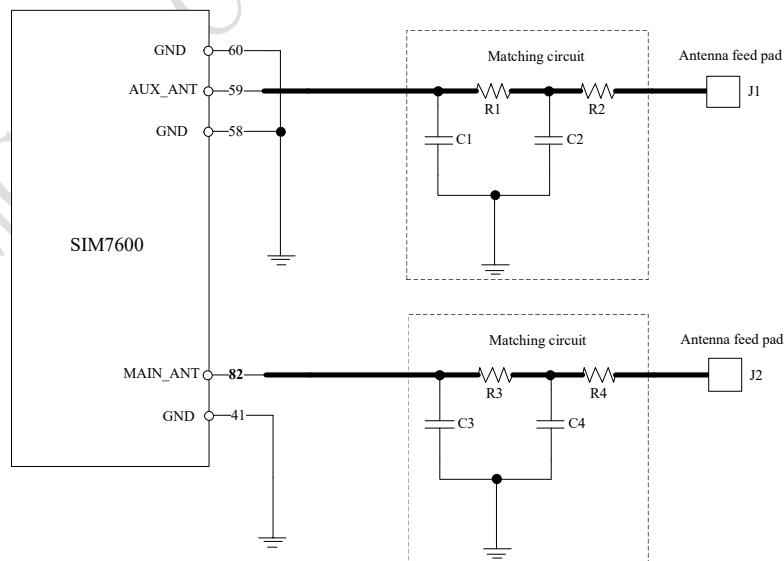 GND 60
AUX_ANT 59
GND 58
SIM7600
MAIN_ANT 82
GND 41
Matching circuit
R1 R2
C1 C2
Antenna feed pad
J1
Matching circuit
R3 R4
C3 C4
Antenna feed pad
J2